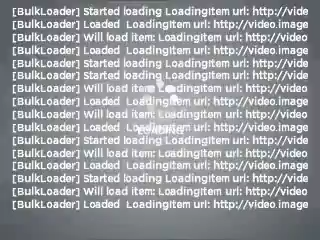 [BulkLoader] Started loading LoadingItem url: http://vide
[BulkLoader] Loaded  LoadingItem url: http://video.image
[BulkLoader] Will load item: LoadingItem url: http://video
[BulkLoader] Loaded  LoadingItem url: http://video.image
[BulkLoader] Started loading LoadingItem url: http://vide
[BulkLoader] Started loading LoadingItem url: http://vide
[BulkLoader] Will load item: LoadingItem url: http://video
[BulkLoader] Loaded  LoadingItem url: http://video.image
[BulkLoader] Will load item: LoadingItem url: http://video
[BulkLoader] Loaded  LoadingItem url: http://video.image
Loading
[BulkLoader] Started loading LoadingItem url: http://vide
[BulkLoader] Will load item: LoadingItem url: http://video
[BulkLoader] Loaded  LoadingItem url: http://video.image
[BulkLoader] Started loading LoadingItem url: http://vide
[BulkLoader] Will load item: LoadingItem url: http://video
[BulkLoader] Loaded  LoadingItem url: http://video.image